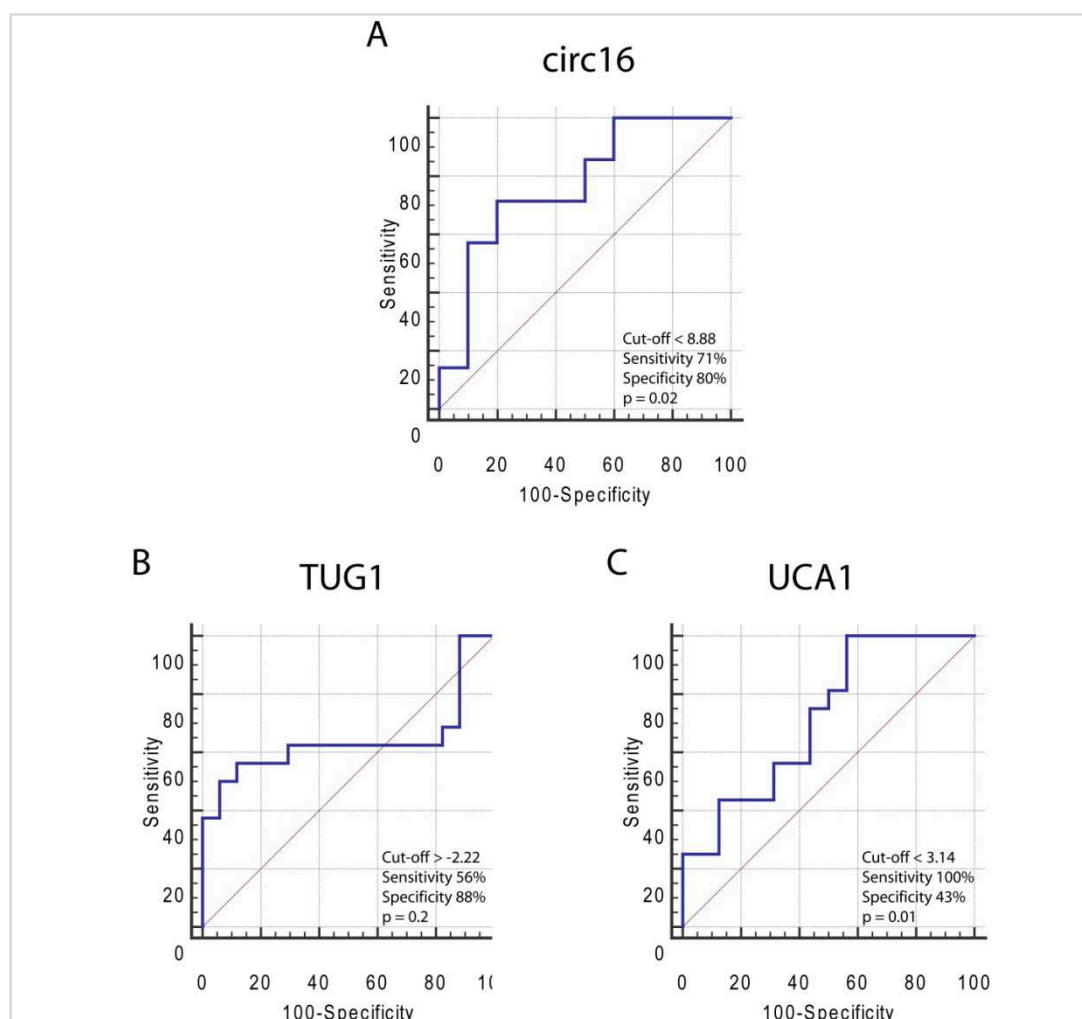 A
circ16
100
80
60
40
20
0
Sensitivity
Cut-off < 8.88
Sensitivity 71%
Specificity 80%
p = 0.02
0 20 40 60 80 100
100-Specificity
B
TUG1
100
80
60
40
20
0
Sensitivity
Cut-off > -2.22
Sensitivity 56%
Specificity 88%
p = 0.2
0 20 40 60 80
100-Specificity
C
UCA1
100
80
60
40
20
0
Sensitivity
Cut-off < 3.14
Sensitivity 100%
Specificity 43%
p = 0.01
0 20 40 60 80 100
100-Specificity